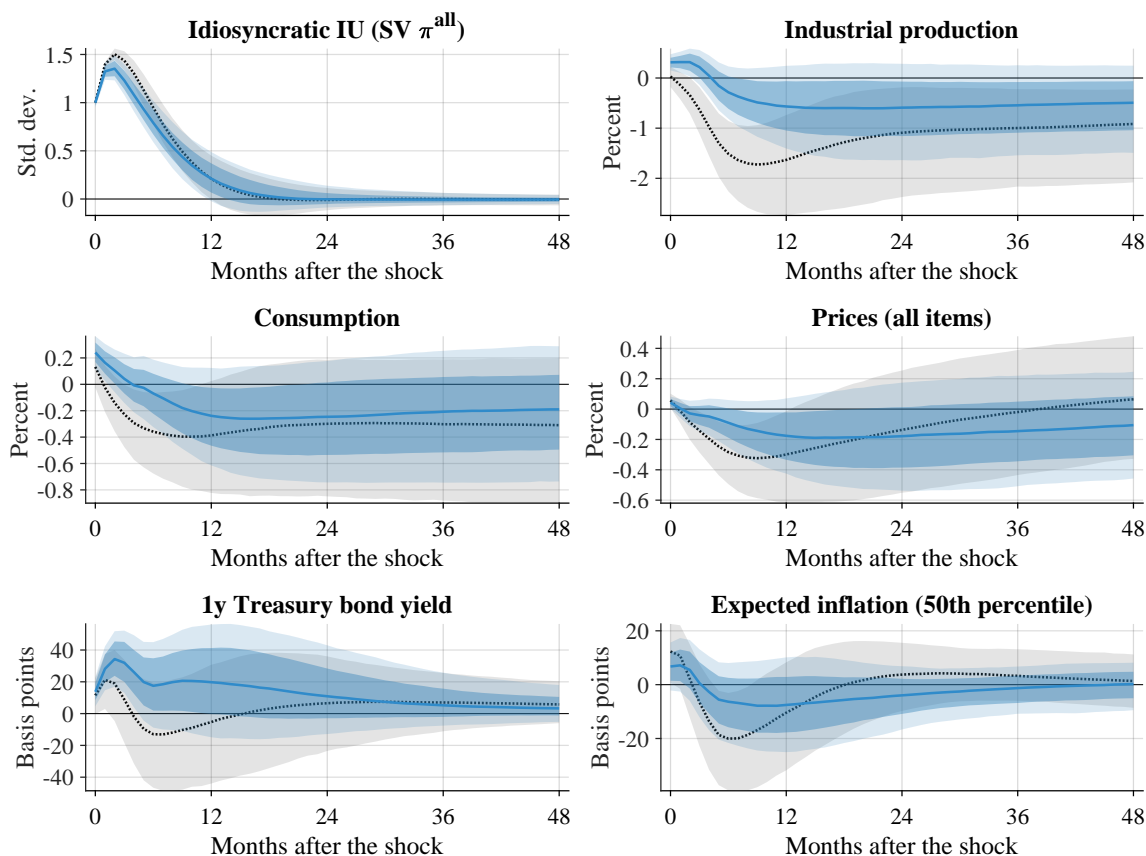 Idiosyncratic IU (SV π^all)
Std. dev.
1.5
1
0.5
0
0 12 24 36 48
Months after the shock
Industrial production
Percent
0
-1
-2
0 12 24 36 48
Months after the shock
Consumption
Percent
0.2
0
-0.2
-0.4
-0.6
-0.8
0 12 24 36 48
Months after the shock
Prices (all items)
Percent
0.4
0.2
0
-0.2
-0.4
-0.6
0 12 24 36 48
Months after the shock
1y Treasury bond yield
Basis points
40
20
0
-20
-40
0 12 24 36 48
Months after the shock
Expected inflation (50th percentile)
Basis points
20
0
-20
0 12 24 36 48
Months after the shock